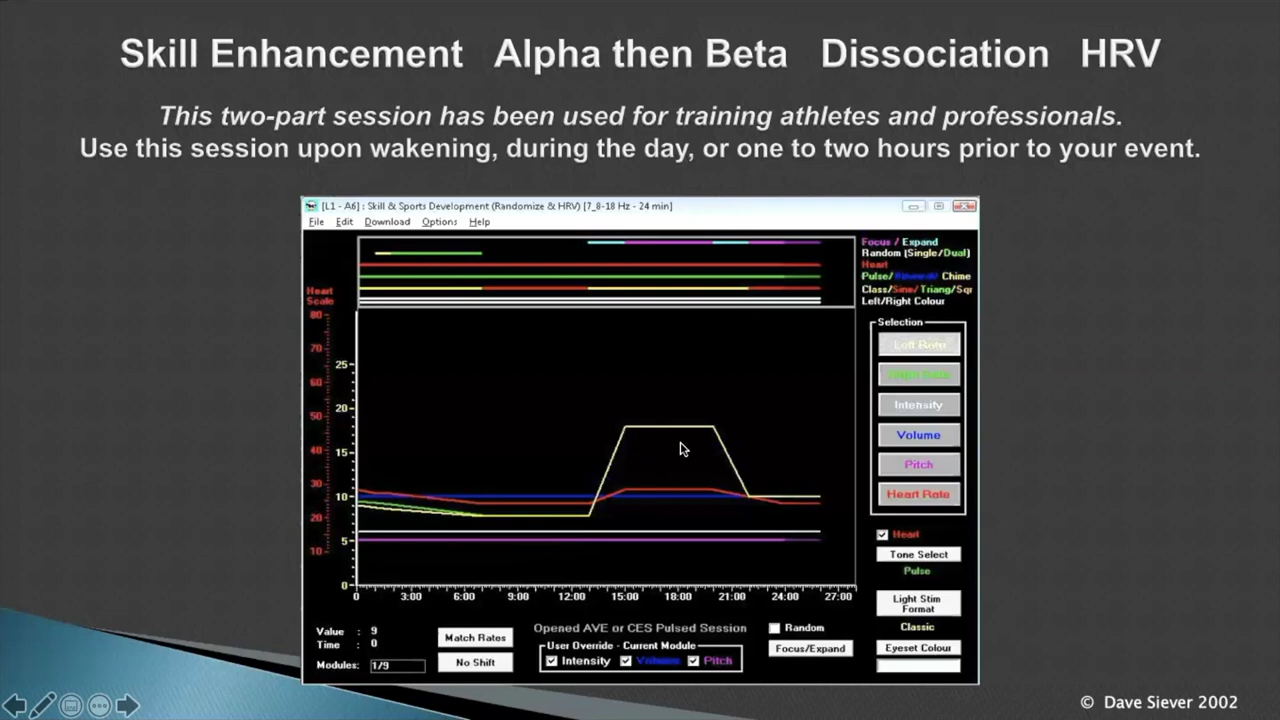 Skill Enhancement Alpha then Beta Dissociation HRV
This two-part session has been used for training athletes and professionals.
Use this session upon wakening, during the day, or one to two hours prior to your event.
[L1 - A6] : Skill & Sports Development (Randomize & HRV) [7_8-18 Hz - 24 min]
File Edit Download Options Help
Focus / Expand
Random (Single/Dual)
Heart
Pulse/ Chime
Class/Sine/Triang/Sqr
Left/Right Colour
Heart
Scale
80
70
60
50
40
30
20
10
25
20
15
10
5
0
0 3:00 6:00 9:00 12:00 15:00 18:00 21:00 24:00 27:00
Selection
Left Rate
Right Rate
Intensity
Volume
Pitch
Heart Rate
Heart
Tone Select
Pulse
Light Stim
Format
Classic
Eyeset Colour
Value : 9
Time : 0
Modules: 1/9
Match Rates
No Shift
Opened AVE or CES Pulsed Session
User Override - Current Module
Intensity Volume Pitch
Random
Focus/Expand
© Dave Siever 2002